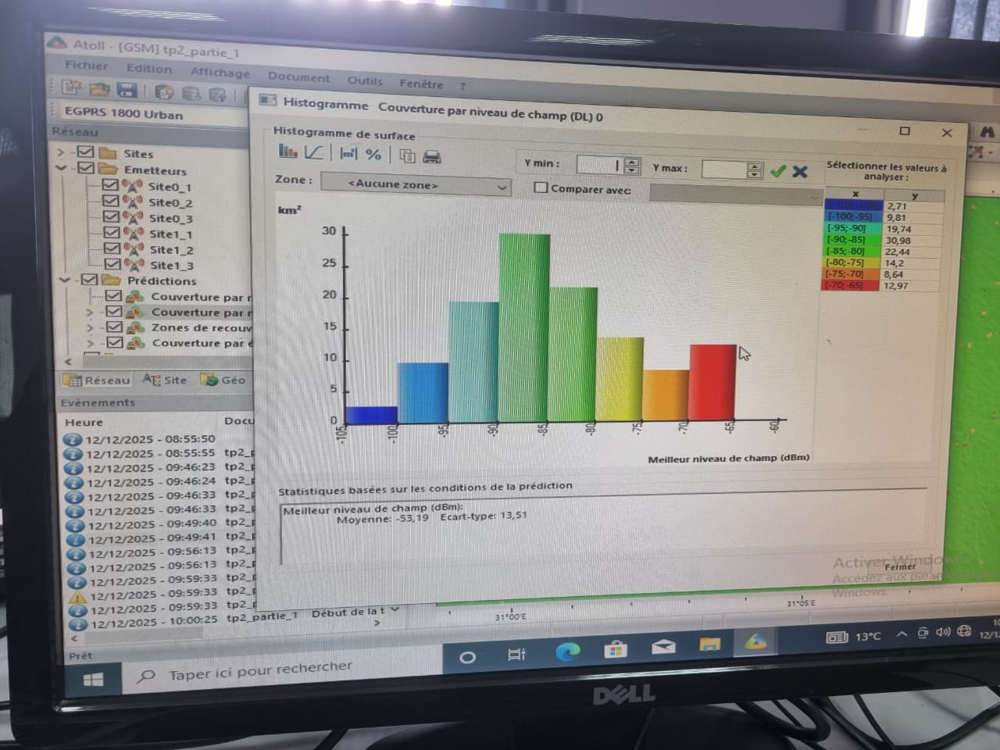 Atoll - [GSM] tp2_partie_1
Fichier Edition Affichage Document Outils Fenêtre ?
EGPRS 1800 Urban
Réseau
Sites
Emetteurs
Site0_1
Site0_2
Site0_3
Site1_1
Site1_2
Site1_3
Prédictions
Couverture par
Couverture par
Zones de recouv
Couverture par
Réseau Site Géo
Evènements
Heure Docu
12/12/2025 - 08:55:50
12/12/2025 - 08:55:55 tp2_
12/12/2025 - 09:46:23 tp2_
12/12/2025 - 09:46:24 tp2_
12/12/2025 - 09:46:33 tp2_
12/12/2025 - 09:46:33 tp2_
12/12/2025 - 09:49:40 tp2_
12/12/2025 - 09:49:41 tp2_
12/12/2025 - 09:56:13 tp2_
12/12/2025 - 09:56:13 tp2_
12/12/2025 - 09:59:33 tp2_
12/12/2025 - 09:59:33 tp2_
12/12/2025 - 09:59:33 tp2_
12/12/2025 - 10:00:25 tp2_partie_1 Début de la t
Prêt
Histogramme Couverture par niveau de champ (DL) 0
Histogramme de surface
Y min : Y max :
Zone : <Aucune zone> Comparer avec:
Sélectionner les valeurs à
analyser :
x y
2,71
[-100;-95] 9,81
[-95;-90] 19,74
[-90;-85] 30,98
[-85;-80] 22,44
[-80;-75] 14,2
[-75;-70] 8,64
[-70;-65] 12,97
km²
30
25
20
15
10
5
0
-105 -100 -95 -90 -85 -80 -75 -70 -65 -60
Meilleur niveau de champ (dBm)
Statistiques basées sur les conditions de la prédiction
Meilleur niveau de champ (dBm):
Moyenne: -53,19 Ecart-type: 13,51
Fermer
Activer Windows
Accédez aux para
Windows.
31°00'E 31°05'E
Taper ici pour rechercher
13°C
DELL